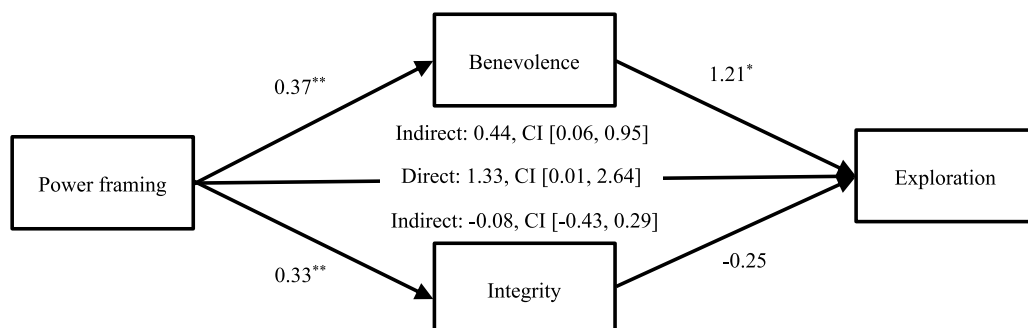 Benevolence
0.37**
1.21*
Indirect: 0.44, CI [0.06, 0.95]
Power framing
Direct: 1.33, CI [0.01, 2.64]
Exploration
Indirect: -0.08, CI [-0.43, 0.29]
0.33**
-0.25
Integrity